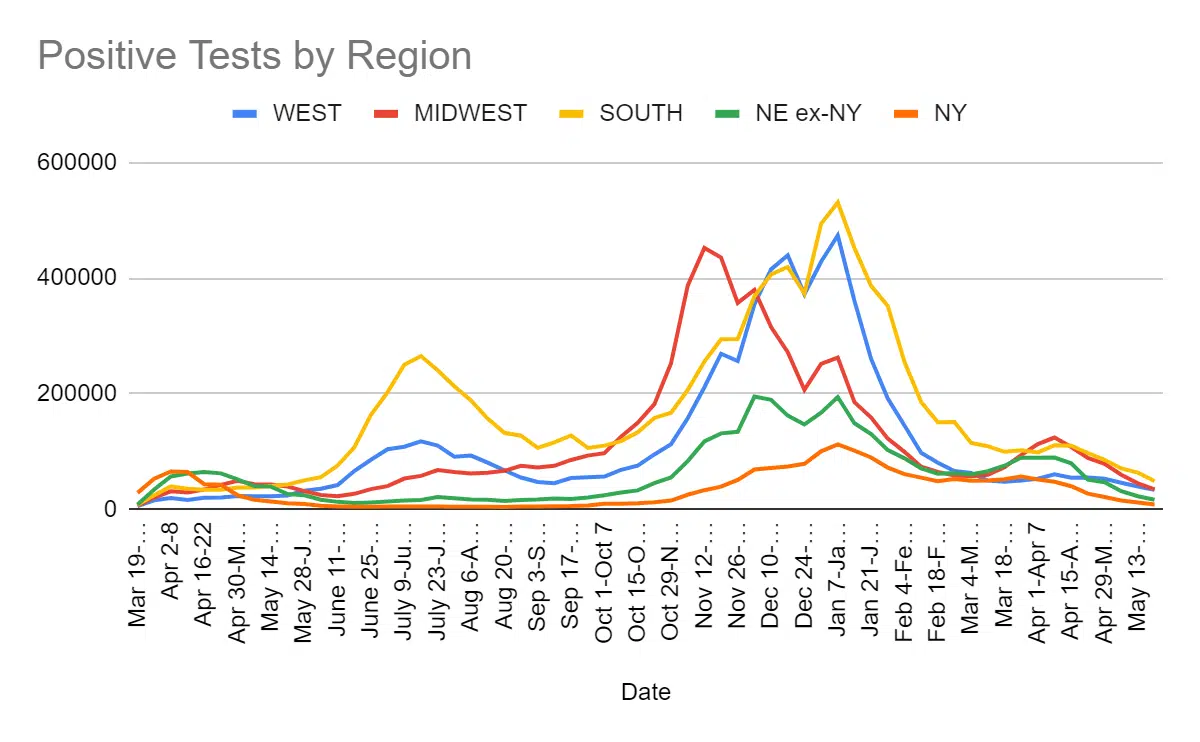 Positive Tests by Region
WEST MIDWEST SOUTH NE ex-NY NY
600000
400000
200000
0
Mar 19-…
Apr 2-8
Apr 16-22
Apr 30-M…
May 14-…
May 28-J…
June 11-…
June 25-…
July 9-Ju…
July 23-J…
Aug 6-A…
Aug 20-…
Sep 3-S…
Sep 17-…
Oct 1-Oct 7
Oct 15-O…
Oct 29-N…
Nov 12-…
Nov 26-…
Dec 10-…
Dec 24-…
Jan 7-Ja…
Jan 21-J…
Feb 4-Fe…
Feb 18-F…
Mar 4-M…
Mar 18-…
Apr 1-Apr 7
Apr 15-A…
Apr 29-M…
May 13-…
Date